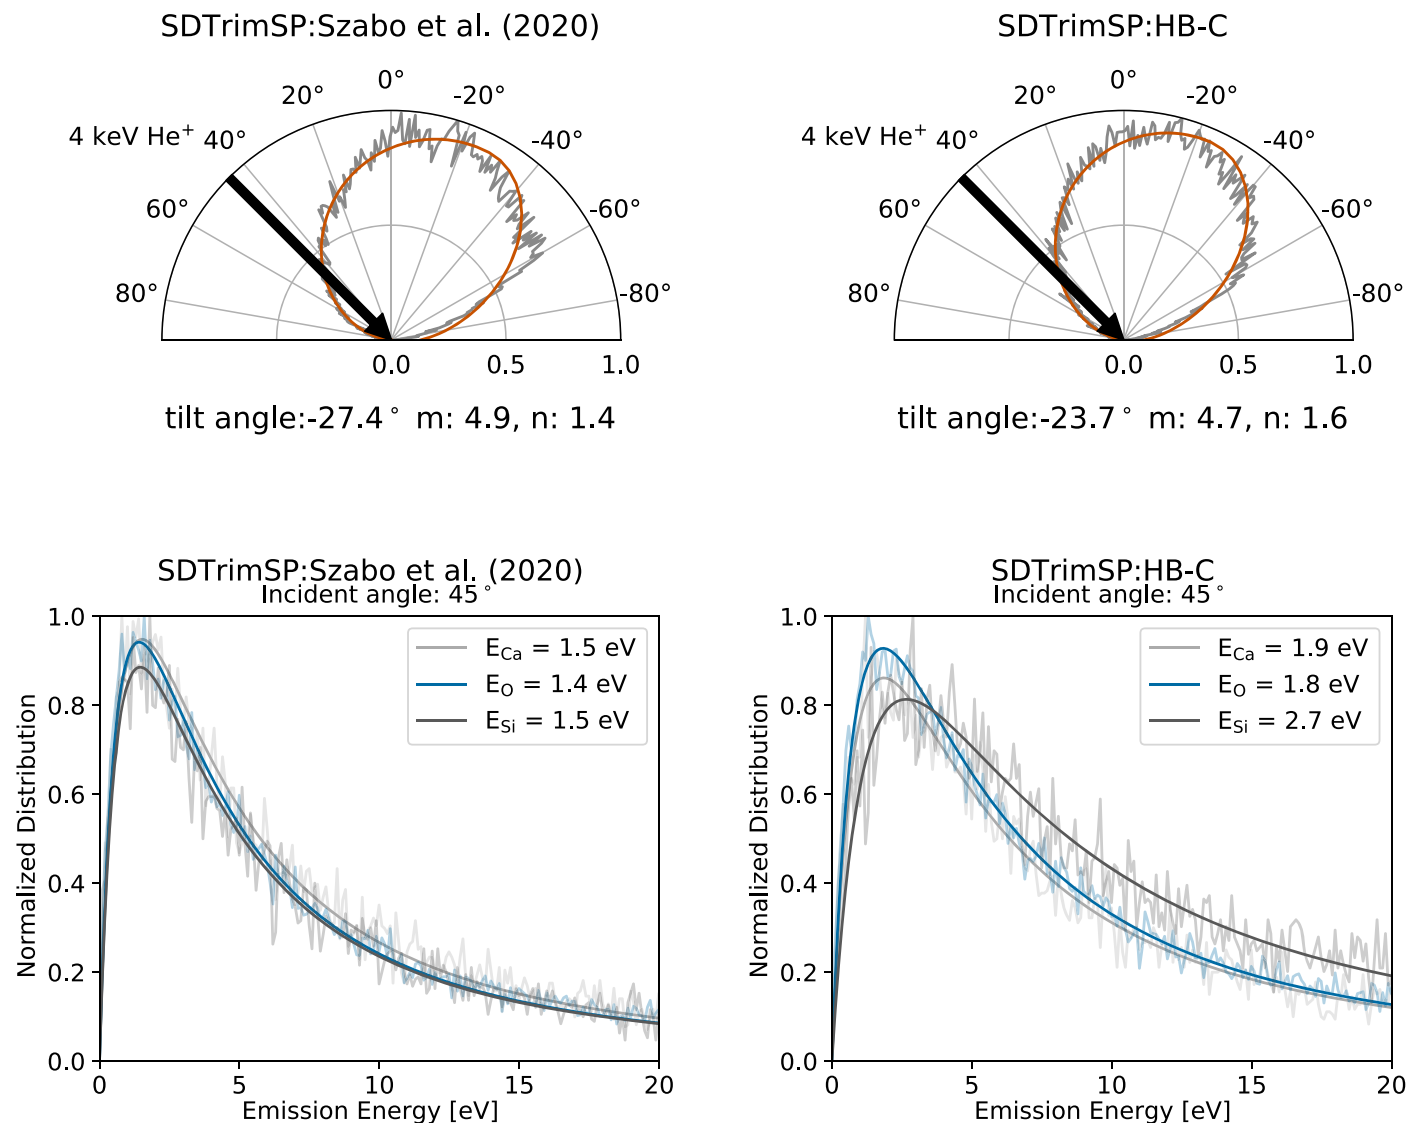 SDTrimSP:Szabo et al. (2020)
0°
20°
-20°
4 keV He⁺
40°
-40°
60°
-60°
80°
-80°
0.0
0.5
1.0
tilt angle:-27.4° m: 4.9, n: 1.4
SDTrimSP:HB-C
0°
20°
-20°
4 keV He⁺
40°
-40°
60°
-60°
80°
-80°
0.0
0.5
1.0
tilt angle:-23.7° m: 4.7, n: 1.6
SDTrimSP:Szabo et al. (2020)
Incident angle: 45°
Normalized Distribution
1.0
0.8
0.6
0.4
0.2
0.0
E_Ca = 1.5 eV
E_O = 1.4 eV
E_Si = 1.5 eV
0
5
10
15
20
Emission Energy [eV]
SDTrimSP:HB-C
Incident angle: 45°
Normalized Distribution
1.0
0.8
0.6
0.4
0.2
0.0
E_Ca = 1.9 eV
E_O = 1.8 eV
E_Si = 2.7 eV
0
5
10
15
20
Emission Energy [eV]